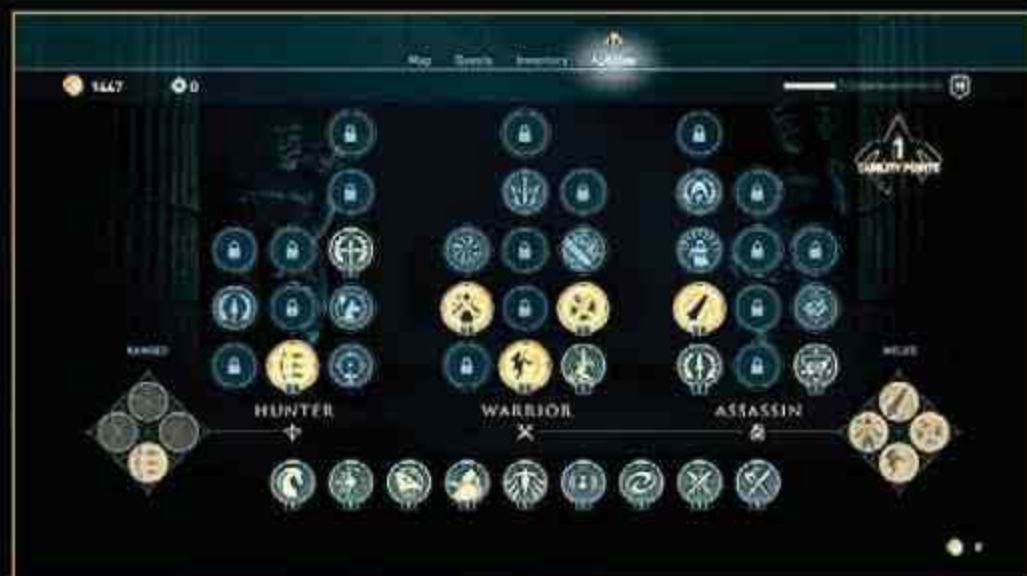 Map Quests Inventory Abilities
1447 0
1
ABILITY POINTS
RANGED
MELEE
HUNTER WARRIOR ASSASSIN